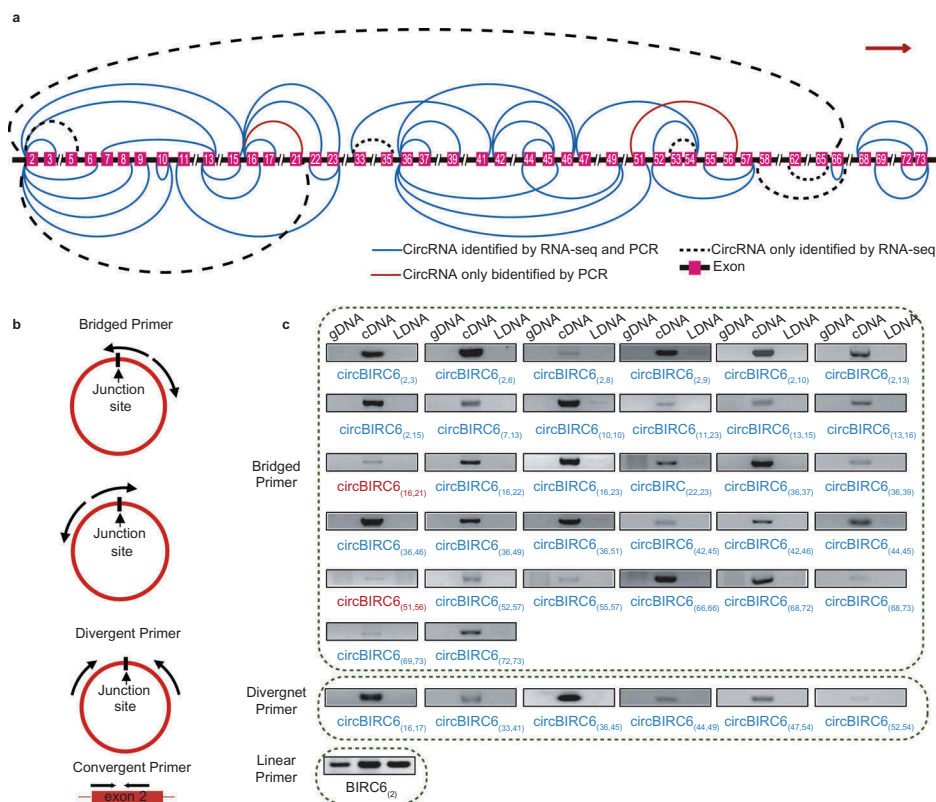 a
2 3 5 6 7 8 9 10 11 13 15 16 17 21 22 23 33 35 36 37 39 41 42 44 45 46 47 49 51 52 53 54 55 56 57 58 62 65 66 68 69 72 73
CircRNA identified by RNA-seq and PCR
CircRNA only identified by RNA-seq
CircRNA only bidentified by PCR
Exon
b
Bridged Primer
Junction
site
Junction
site
Divergent Primer
Junction
site
Convergent Primer
exon 2
c
gDNA cDNA LDNA gDNA cDNA LDNA gDNA cDNA LDNA gDNA cDNA LDNA gDNA cDNA LDNA gDNA cDNA LDNA
circBIRC6(2,3) circBIRC6(2,6) circBIRC6(2,8) circBIRC6(2,9) circBIRC6(2,10) circBIRC6(2,13)
circBIRC6(2,15) circBIRC6(7,13) circBIRC6(10,10) circBIRC6(11,23) circBIRC6(13,15) circBIRC6(13,16)
Bridged
Primer
circBIRC6(16,21) circBIRC6(16,22) circBIRC6(16,23) circBIRC(22,23) circBIRC6(36,37) circBIRC6(36,39)
circBIRC6(36,46) circBIRC6(36,49) circBIRC6(36,51) circBIRC6(42,45) circBIRC6(42,46) circBIRC6(44,45)
circBIRC6(51,56) circBIRC6(52,57) circBIRC6(55,57) circBIRC6(66,66) circBIRC6(68,72) circBIRC6(68,73)
circBIRC6(69,73) circBIRC6(72,73)
Divergnet
Primer
circBIRC6(16,17) circBIRC6(33,41) circBIRC6(36,45) circBIRC6(44,49) circBIRC6(47,54) circBIRC6(52,54)
Linear
Primer
BIRC6(2)